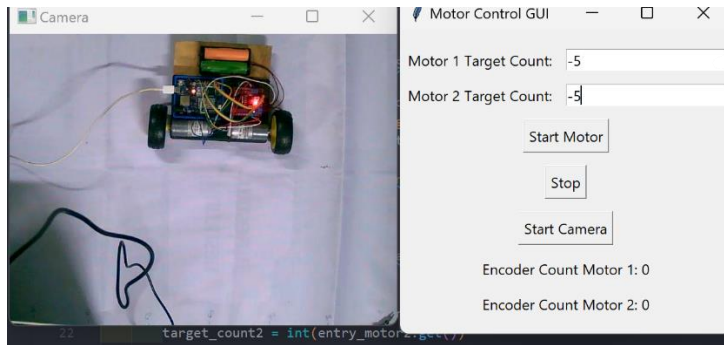 Camera
Motor Control GUI
Motor 1 Target Count: -5
Motor 2 Target Count: -5
Start Motor
Stop
Start Camera
Encoder Count Motor 1: 0
Encoder Count Motor 2: 0
22 target_count2 = int(entry_motor2.get())